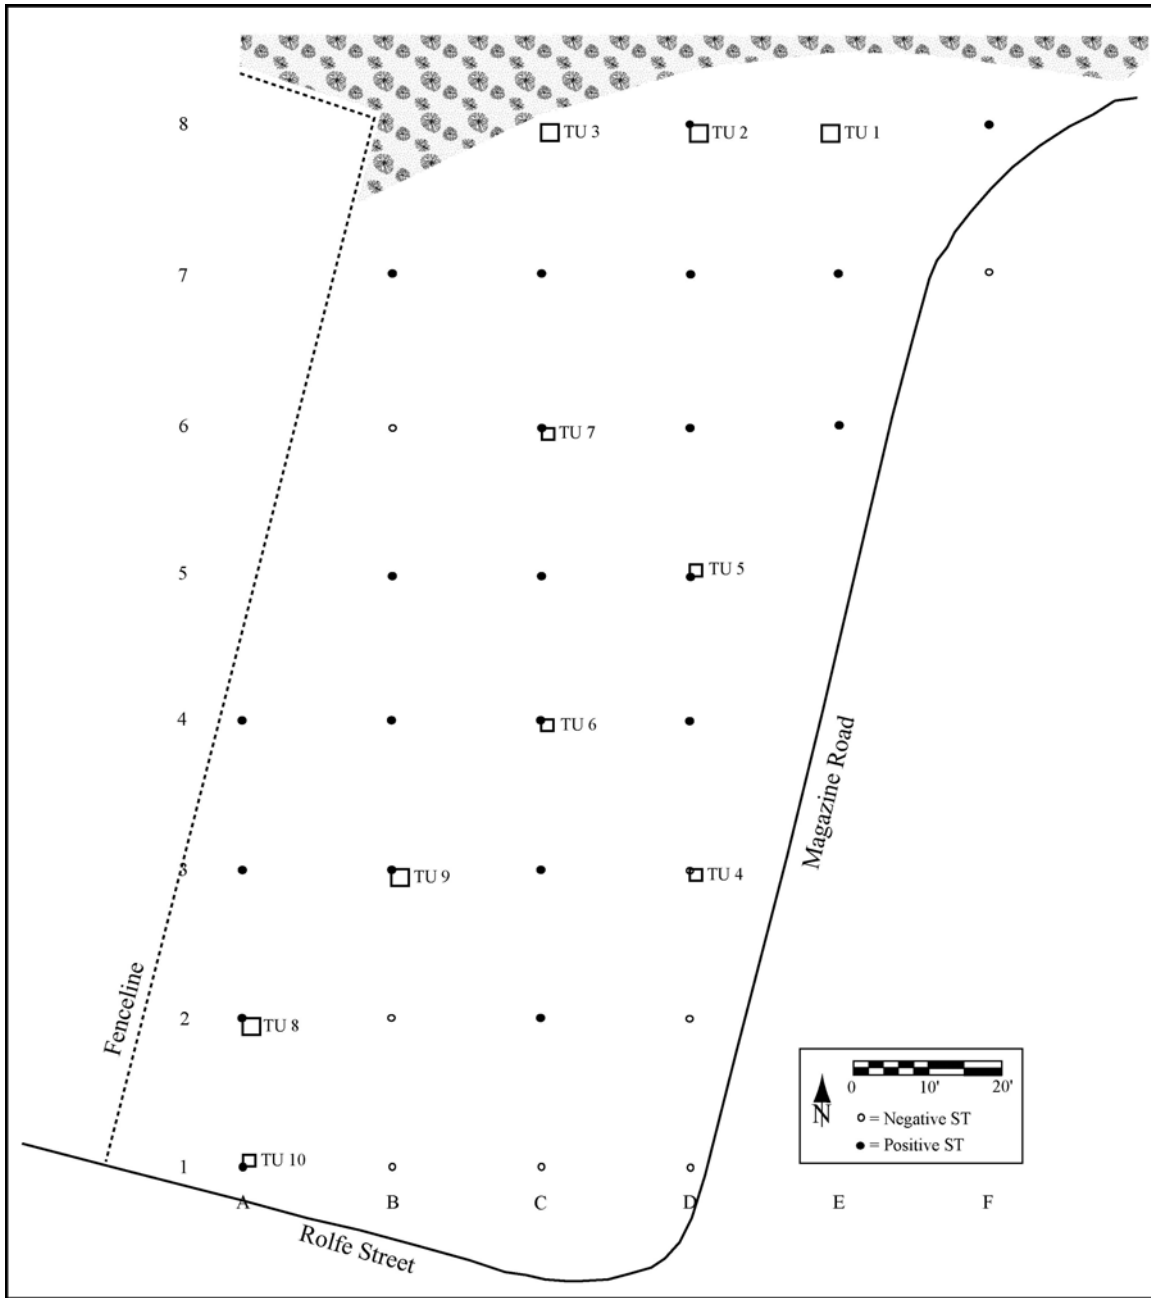 8
TU 3
TU 2
TU 1
7
6
TU 7
5
TU 5
4
TU 6
Magazine Road
3
TU 9
TU 4
Fenceline
2
TU 8
0 10' 20'
N
= Negative ST
= Positive ST
1
TU 10
A B C D E F
Rolfe Street